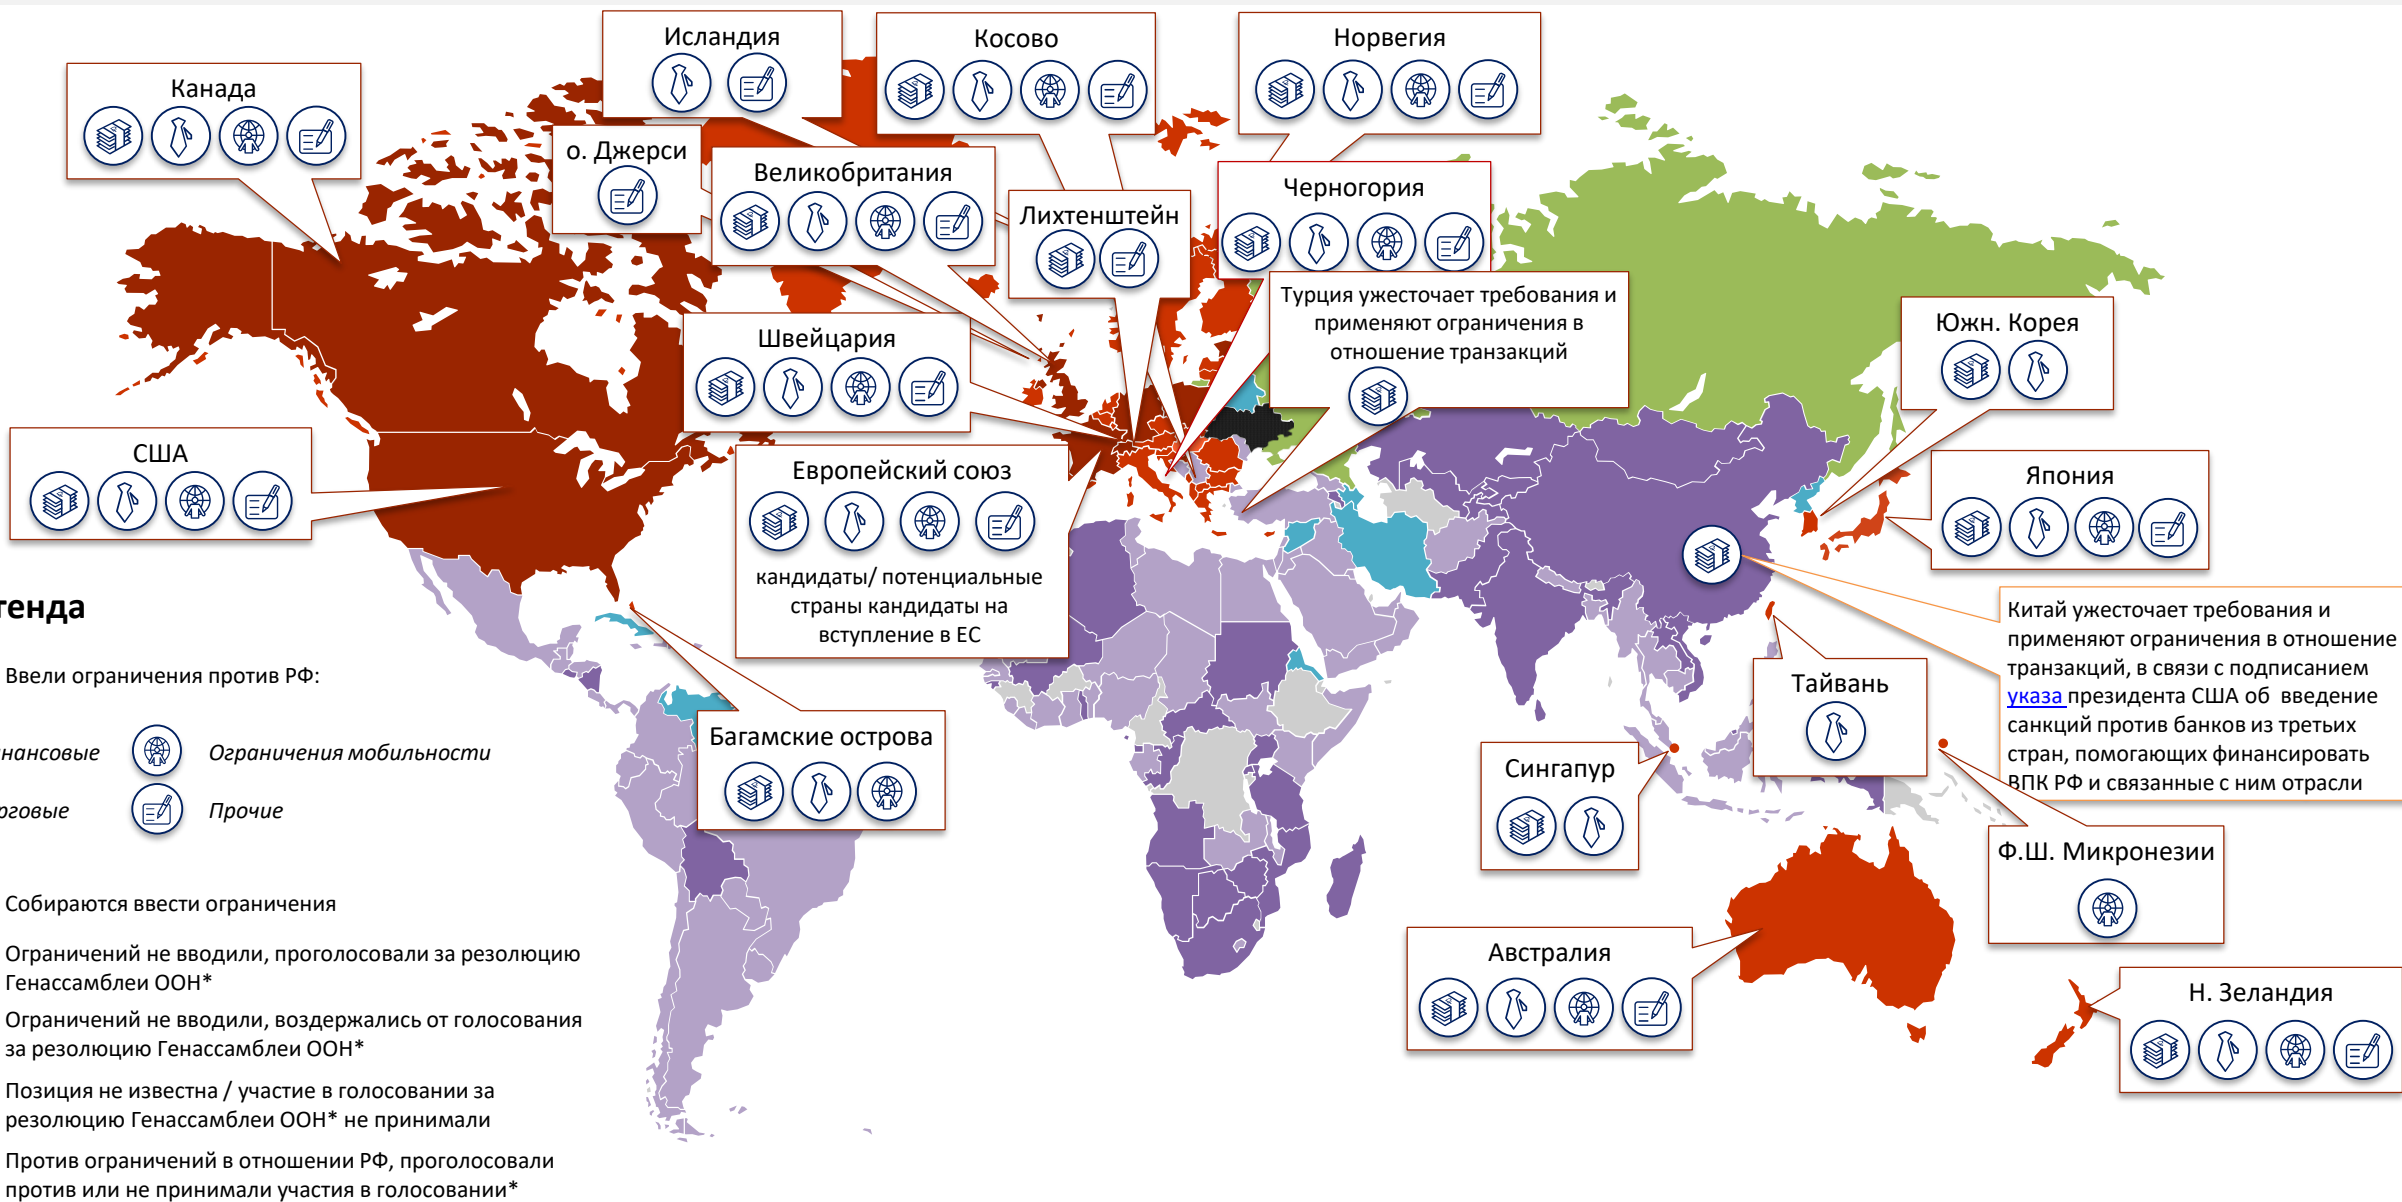 Исландия
Косово
Норвегия
Канада
о. Джерси
Великобритания
Лихтенштейн
Черногория
Турция ужесточает требования и
применяют ограничения в
отношение транзакций
Швейцария
Южн. Корея
США
Европейский союз
кандидаты/ потенциальные
страны кандидаты на
вступление в ЕС
Япония
Китай ужесточает требования и
применяют ограничения в отношение
транзакций, в связи с подписанием
указа президента США об введение
санкций против банков из третьих
стран, помогающих финансировать
ВПК РФ и связанные с ним отрасли
Тайвань
Багамские острова
Сингапур
Ф.Ш. Микронезии
Австралия
Н. Зеландия
генда
Ввели ограничения против РФ:
нансовые
Ограничения мобильности
рговые
Прочие
Собираются ввести ограничения
Ограничений не вводили, проголосовали за резолюцию
Генассамблеи ООН*
Ограничений не вводили, воздержались от голосования
за резолюцию Генассамблеи ООН*
Позиция не известна / участие в голосовании за
резолюцию Генассамблеи ООН* не принимали
Против ограничений в отношении РФ, проголосовали
против или не принимали участия в голосовании*